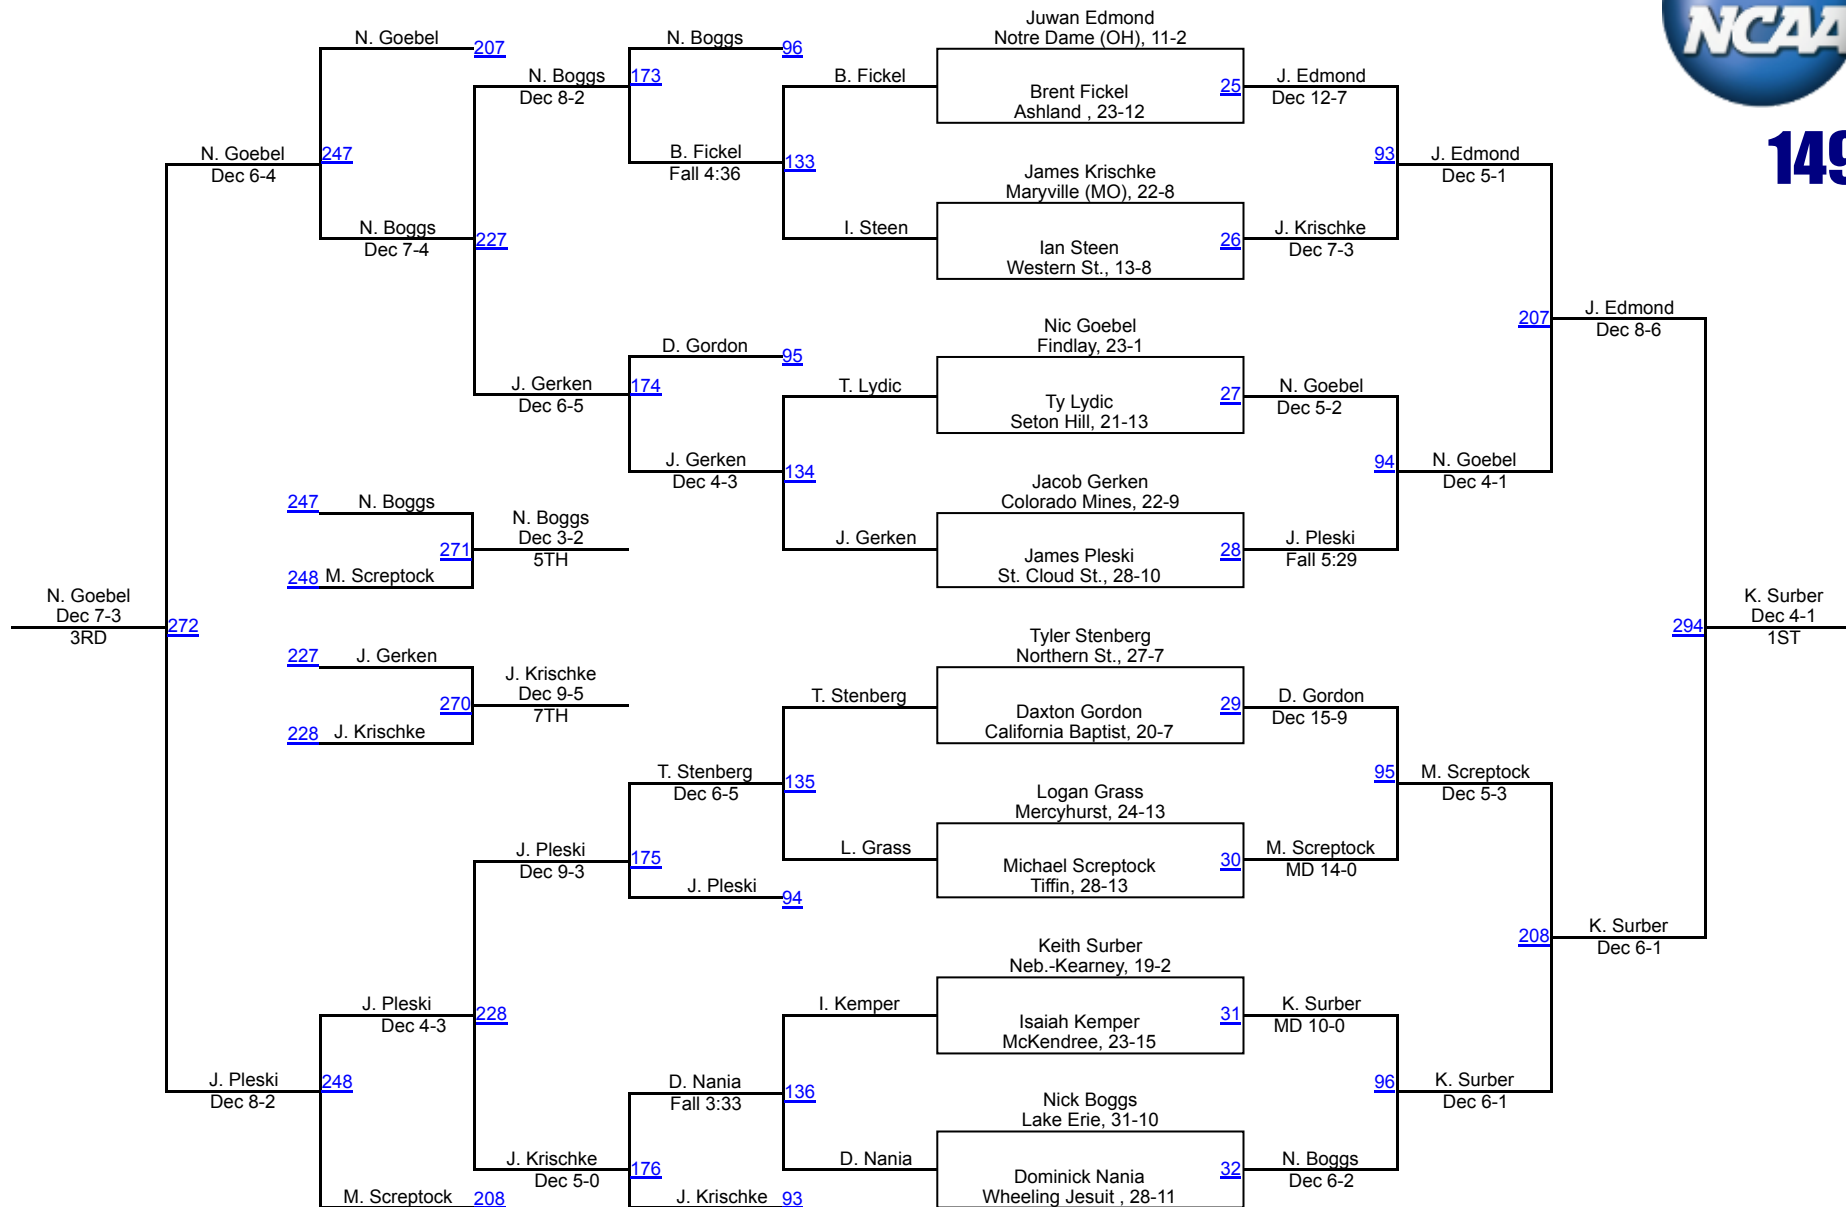 NCAA
149
N. Goebel
207
N. Boggs
Dec 8-2
173
N. Boggs
96
B. Fickel
Fall 4:36
133
B. Fickel
I. Steen
Juwan Edmond
Notre Dame (OH), 11-2
Brent Fickel
Ashland , 23-12
25
J. Edmond
Dec 12-7
James Krischke
Maryville (MO), 22-8
Ian Steen
Western St., 13-8
26
J. Krischke
Dec 7-3
93
J. Edmond
Dec 5-1
N. Goebel
Dec 6-4
247
N. Boggs
Dec 7-4
227
J. Gerken
Dec 6-5
174
D. Gordon
95
J. Gerken
Dec 4-3
134
T. Lydic
J. Gerken
Nic Goebel
Findlay, 23-1
Ty Lydic
Seton Hill, 21-13
27
N. Goebel
Dec 5-2
Jacob Gerken
Colorado Mines, 22-9
James Pleski
St. Cloud St., 28-10
28
J. Pleski
Fall 5:29
94
N. Goebel
Dec 4-1
207
J. Edmond
Dec 8-6
247
N. Boggs
248
M. Screptock
271
N. Boggs
Dec 3-2
5TH
N. Goebel
Dec 7-3
3RD
272
227
J. Gerken
228
J. Krischke
270
J. Krischke
Dec 9-5
7TH
294
K. Surber
Dec 4-1
1ST
T. Stenberg
L. Grass
135
T. Stenberg
Dec 6-5
175
J. Pleski
94
J. Pleski
Dec 9-3
Tyler Stenberg
Northern St., 27-7
Daxton Gordon
California Baptist, 20-7
29
D. Gordon
Dec 15-9
Logan Grass
Mercyhurst, 24-13
Michael Screptock
Tiffin, 28-13
30
M. Screptock
MD 14-0
95
M. Screptock
Dec 5-3
208
K. Surber
Dec 6-1
J. Pleski
Dec 4-3
228
J. Pleski
Dec 8-2
248
M. Screptock
208
J. Krischke
Dec 5-0
176
D. Nania
Fall 3:33
136
J. Krischke
93
I. Kemper
D. Nania
Keith Surber
Neb.-Kearney, 19-2
Isaiah Kemper
McKendree, 23-15
31
K. Surber
MD 10-0
Nick Boggs
Lake Erie, 31-10
Dominick Nania
Wheeling Jesuit , 28-11
32
N. Boggs
Dec 6-2
96
K. Surber
Dec 6-1